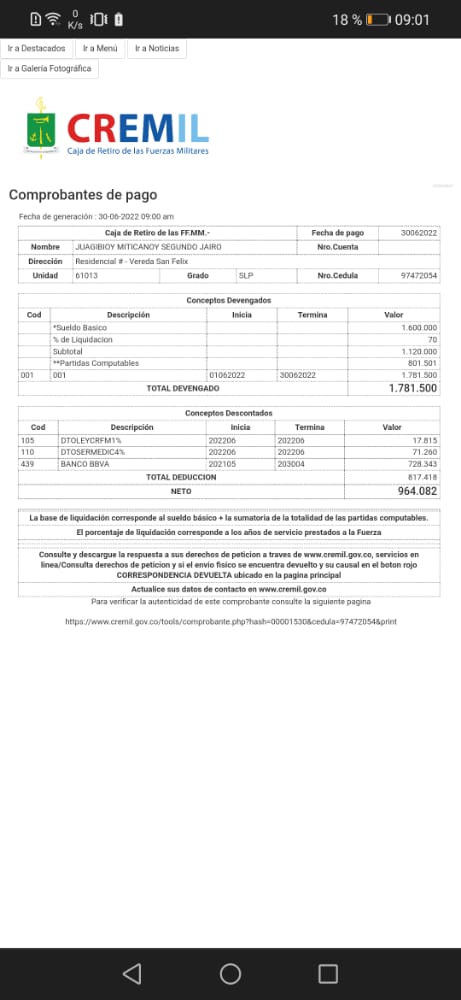 0 K/s 18 % 09:01
Ir a Destacados Ir a Menú Ir a Noticias
Ir a Galería Fotográfica
CREMIL
Caja de Retiro de las Fuerzas Militares
Comprobantes de pago
Fecha de generación : 30-06-2022 09:00 am
Caja de Retiro de las FF.MM.- Fecha de pago 30062022
Nombre JUAGIBIOY MITICANOY SEGUNDO JAIRO Nro.Cuenta
Dirección Residencial # - Vereda San Felix
Unidad 61013 Grado SLP Nro.Cedula 97472054
Conceptos Devengados
Cod Descripción Inicia Termina Valor
*Sueldo Basico 1.600.000
% de Liquidacion 70
Subtotal 1.120.000
**Partidas Computables 801.501
001 001 01062022 30062022 1.781.500
TOTAL DEVENGADO 1.781.500
Conceptos Descontados
Cod Descripción Inicia Termina Valor
105 DTOLEYCRFM1% 202206 202206 17.815
110 DTOSERMEDIC4% 202206 202206 71.260
439 BANCO BBVA 202105 203004 728.343
TOTAL DEDUCCION 817.418
NETO 964.082
La base de liquidación corresponde al sueldo básico + la sumatoria de la totalidad de las partidas computables.
El porcentaje de liquidación corresponde a los años de servicio prestados a la Fuerza
Consulte y descargue la respuesta a sus derechos de peticion a traves de www.cremil.gov.co, servicios en
linea/Consulta derechos de peticion y si el envio fisico se encuentra devuelto y su causal en el boton rojo
CORRESPONDENCIA DEVUELTA ubicado en la pagina principal
Actualice sus datos de contacto en www.cremil.gov.co
Para verificar la autenticidad de este comprobante consulte la siguiente pagina
https://www.cremil.gov.co/tools/comprobante.php?hash=00001530&cedula=97472054&print